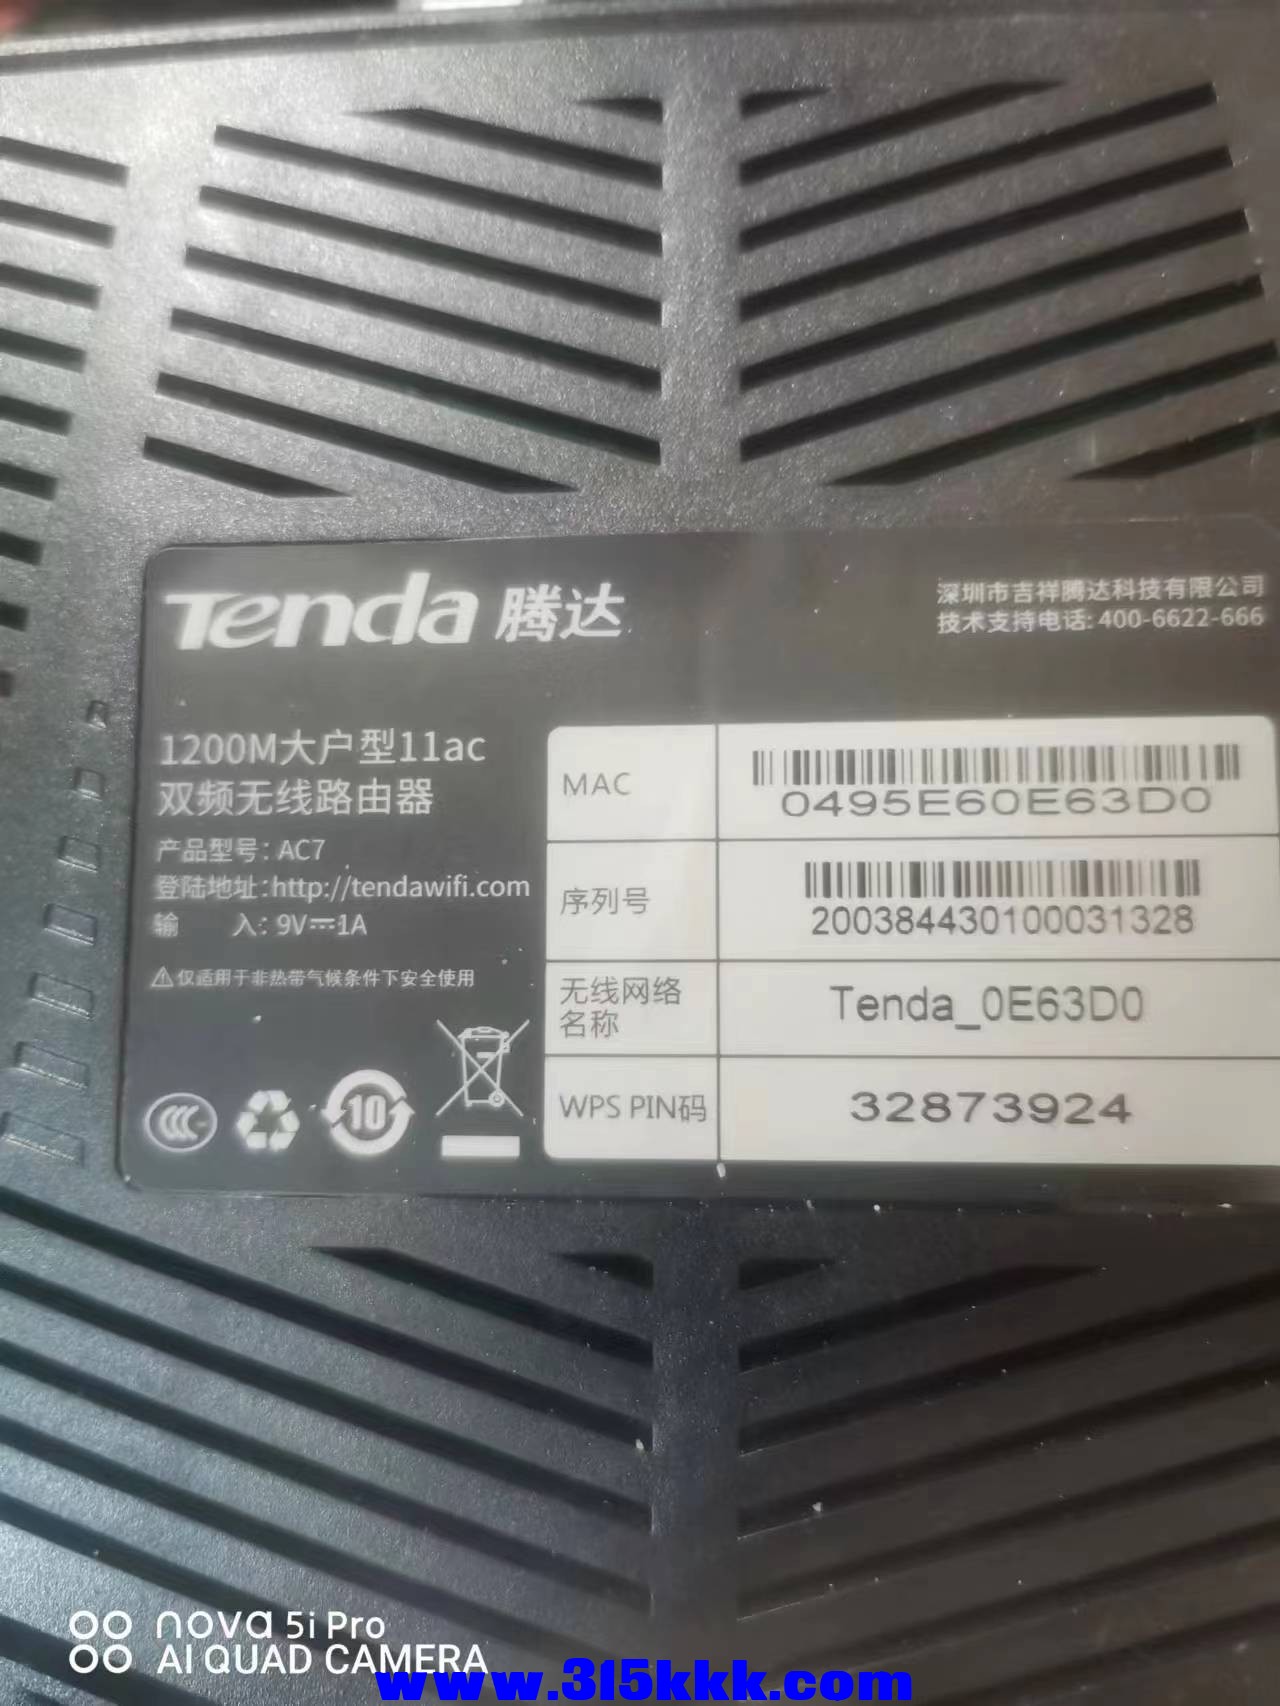 Tenda 腾达
深圳市吉祥腾达科技有限公司
技术支持电话: 400-6622-666
1200M大户型11ac
双频无线路由器
产品型号: AC7
登陆地址:http://tendawifi.com
输 入: 9V⎓1A
仅适用于非热带气候条件下安全使用
CCC
10
MAC
0495E60E63D0
序列号
200384430100031328
无线网络
名称
Tenda_0E63D0
WPS PIN码
32873924
nova 5i Pro
AI QUAD CAMERA
www.315kkk.com